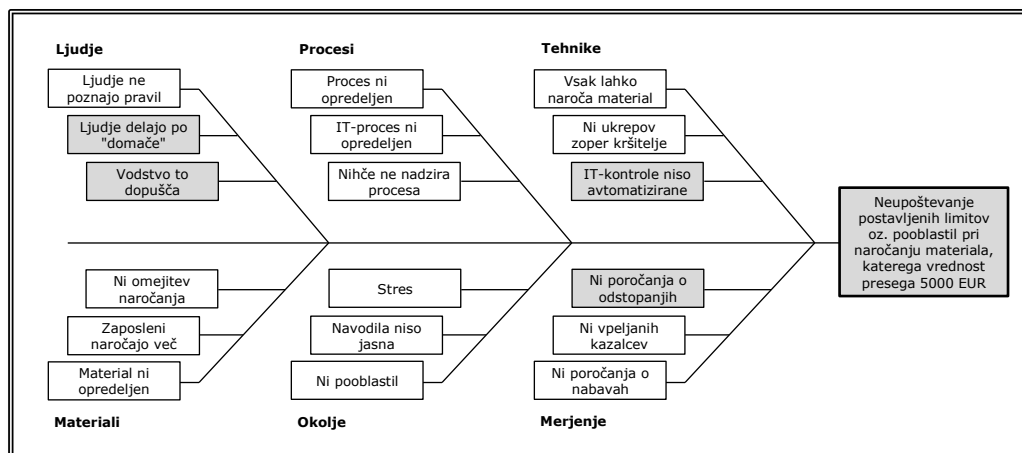 Ljudje
Ljudje ne
poznajo pravil
Ljudje delajo po
"domače"
Vodstvo to
dopušča
Procesi
Proces ni
opredeljen
IT-proces ni
opredeljen
Nihče ne nadzira
procesa
Tehnike
Vsak lahko
naroča material
Ni ukrepov
zoper kršitelje
IT-kontrole niso
avtomatizirane
Neupoštevanje
postavljenih limitov
oz. pooblastil pri
naročanju materiala,
katerega vrednost
presega 5000 EUR
Ni omejitev
naročanja
Zaposleni
naročajo več
Material ni
opredeljen
Materiali
Stres
Navodila niso
jasna
Ni pooblastil
Okolje
Ni poročanja o
odstopanjih
Ni vpeljanih
kazalcev
Ni poročanja o
nabavah
Merjenje